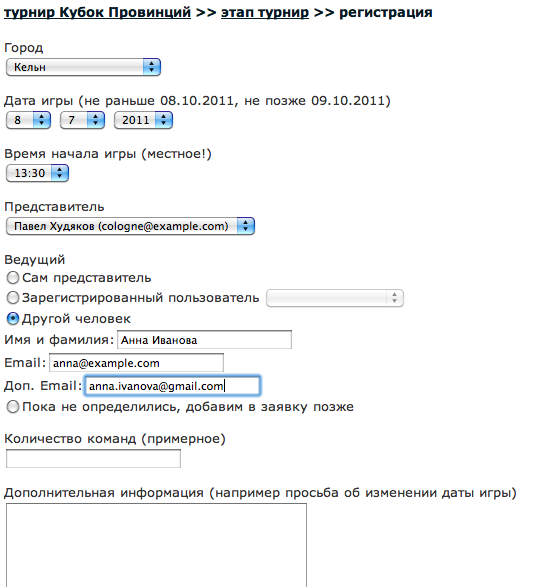 турнир Кубок Провинций >> этап турнир >> регистрация
Город
Кельн
Дата игры (не раньше 08.10.2011, не позже 09.10.2011)
8 7 2011
Время начала игры (местное!)
13:30
Представитель
Павел Худяков (cologne@example.com)
Ведущий
Сам представитель
Зарегистрированный пользователь
Другой человек
Имя и фамилия: Анна Иванова
Email: anna@example.com
Доп. Email: anna.ivanova@gmail.com
Пока не определились, добавим в заявку позже
Количество команд (примерное)
Дополнительная информация (например просьба об изменении даты игры)